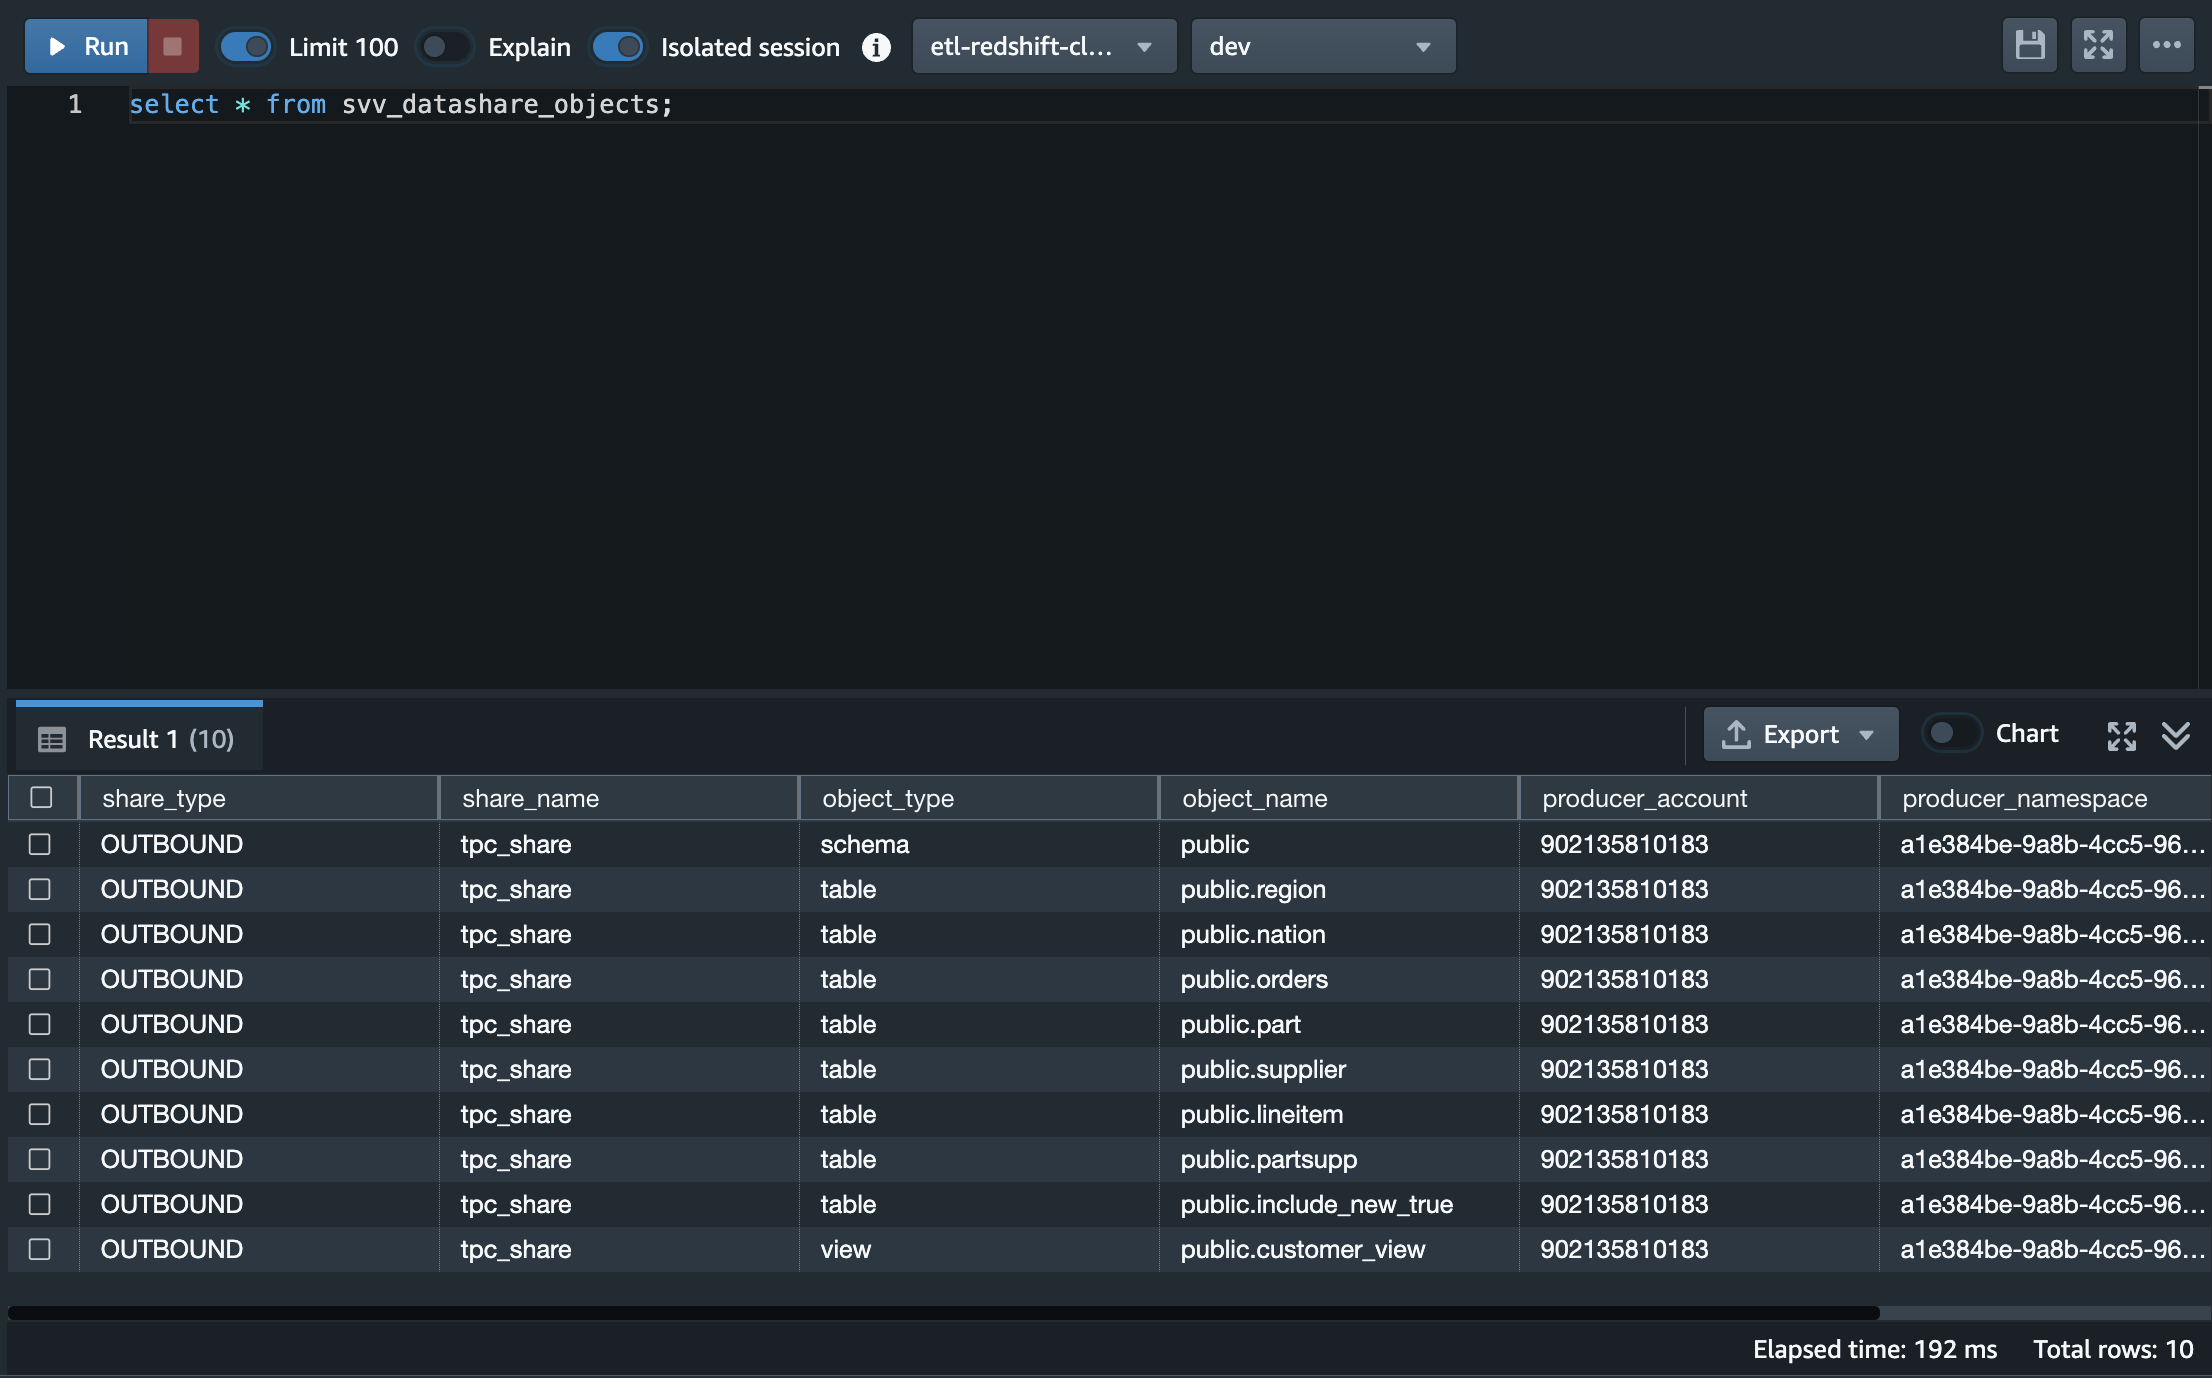 Run Limit 100 Explain Isolated session i etl-redshift-cl... dev
1 select * from svv_datashare_objects;
Result 1 (10) Export Chart
share_type share_name object_type object_name producer_account producer_namespace
OUTBOUND tpc_share schema public 902135810183 a1e384be-9a8b-4cc5-96...
OUTBOUND tpc_share table public.region 902135810183 a1e384be-9a8b-4cc5-96...
OUTBOUND tpc_share table public.nation 902135810183 a1e384be-9a8b-4cc5-96...
OUTBOUND tpc_share table public.orders 902135810183 a1e384be-9a8b-4cc5-96...
OUTBOUND tpc_share table public.part 902135810183 a1e384be-9a8b-4cc5-96...
OUTBOUND tpc_share table public.supplier 902135810183 a1e384be-9a8b-4cc5-96...
OUTBOUND tpc_share table public.lineitem 902135810183 a1e384be-9a8b-4cc5-96...
OUTBOUND tpc_share table public.partsupp 902135810183 a1e384be-9a8b-4cc5-96...
OUTBOUND tpc_share table public.include_new_true 902135810183 a1e384be-9a8b-4cc5-96...
OUTBOUND tpc_share view public.customer_view 902135810183 a1e384be-9a8b-4cc5-96...
Elapsed time: 192 ms Total rows: 10